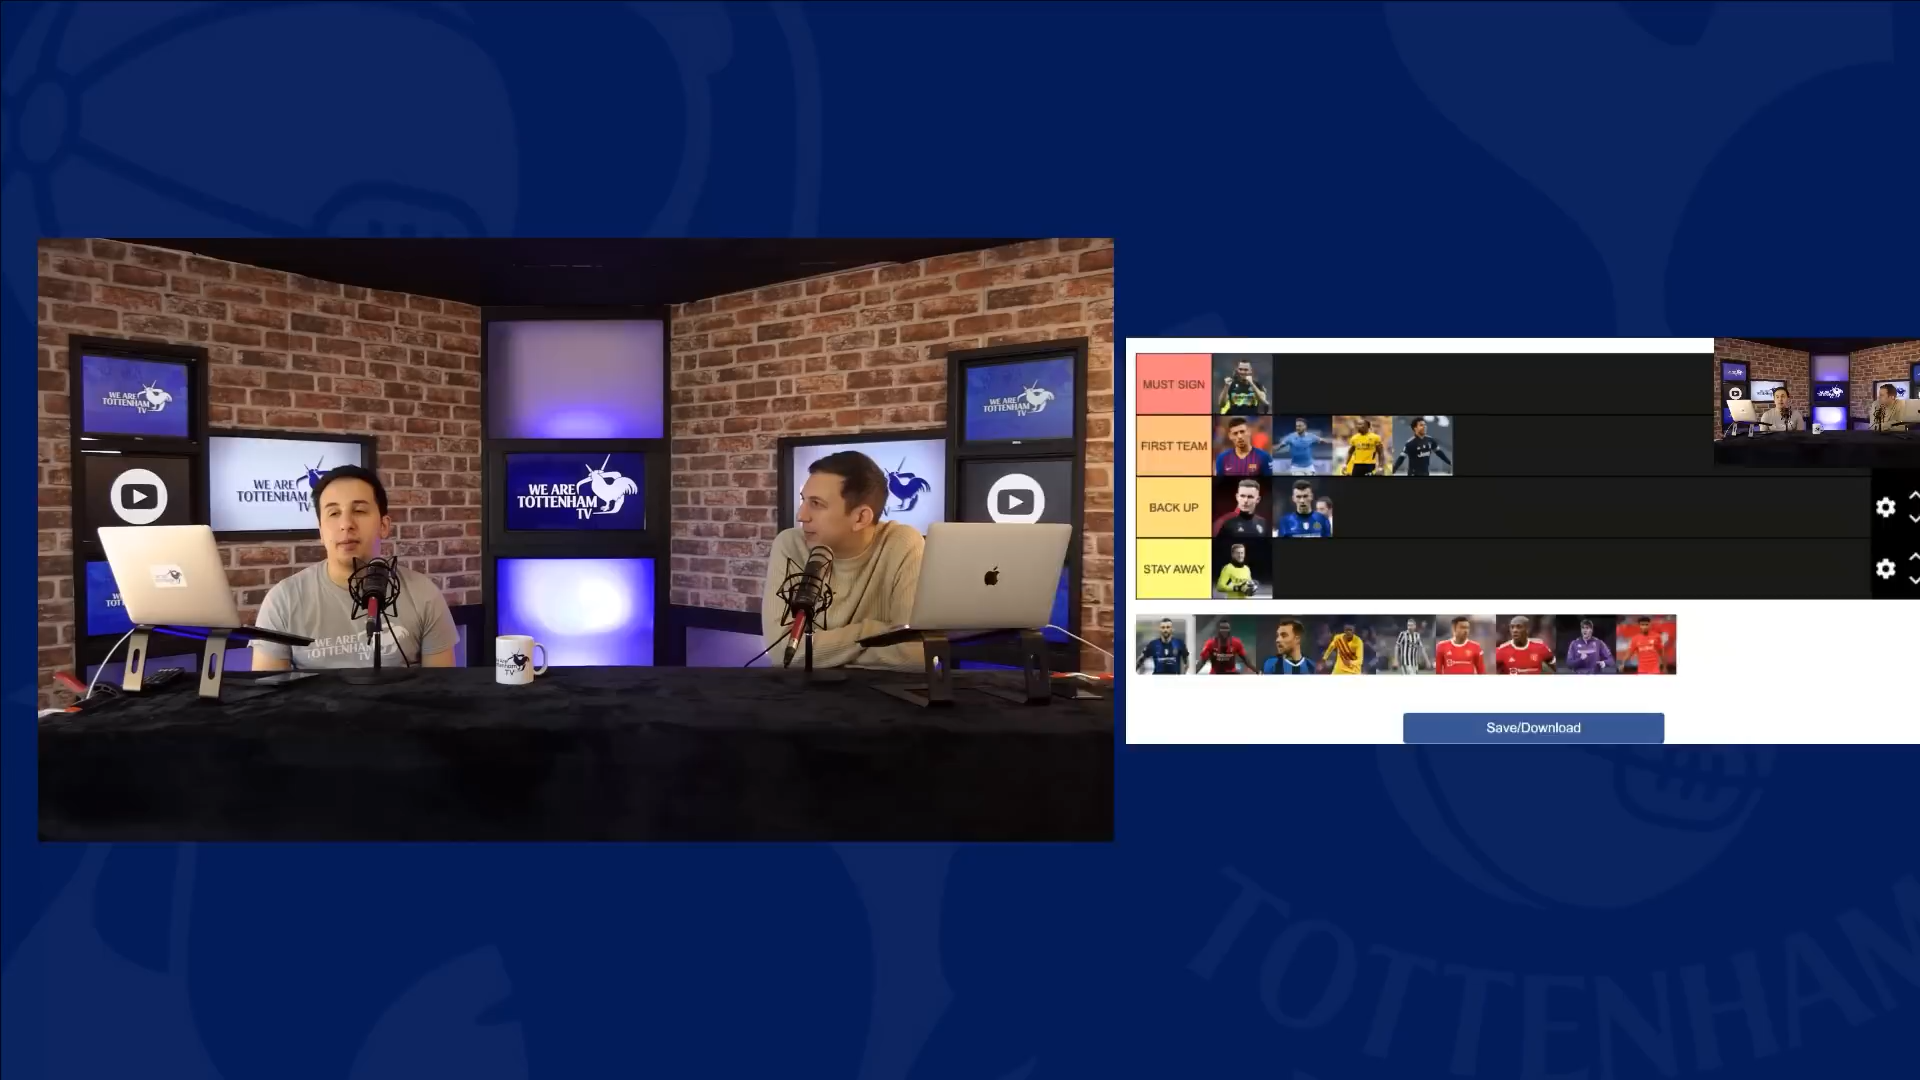 WE ARE
TOTTENHAM
TV
WE ARE
TOTTENHAM
TV
WE ARE
TOTTENHAM
TV
WE ARE
TOTTENHAM
TV
WE ARE
TOTTENHAM
TV
MUST SIGN
FIRST TEAM
BACK UP
STAY AWAY
Save/Download
TOTTENHAM